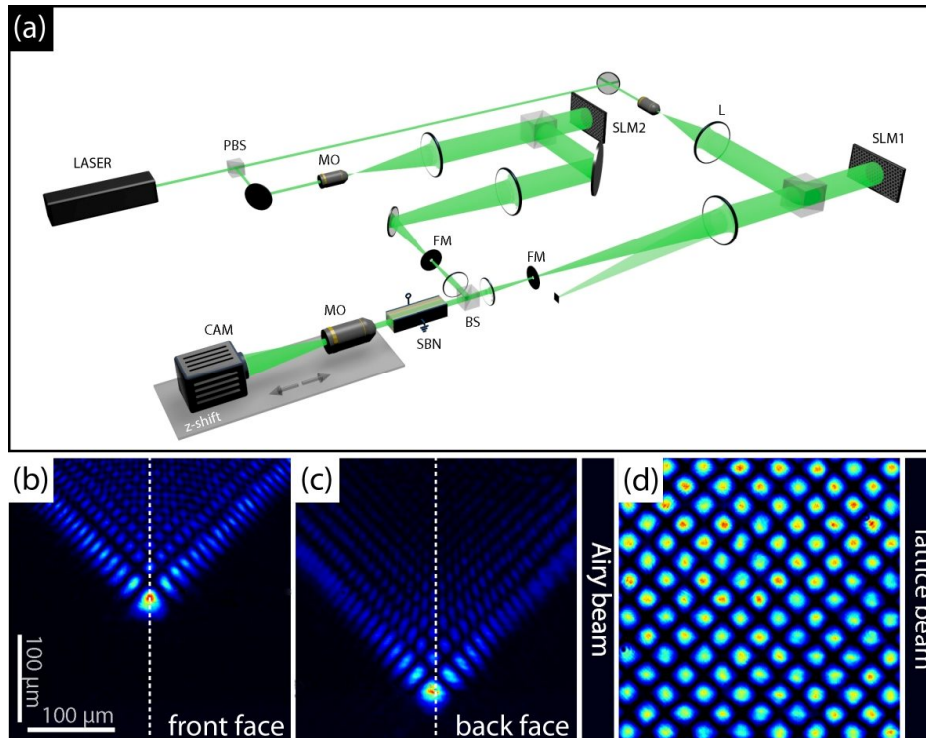 (a)
LASER
PBS
MO
L
SLM2
SLM1
FM
FM
BS
MO
SBN
CAM
z-shift
(b)
(c)
(d)
100 µm
100 µm
front face
back face
Airy beam
lattice beam